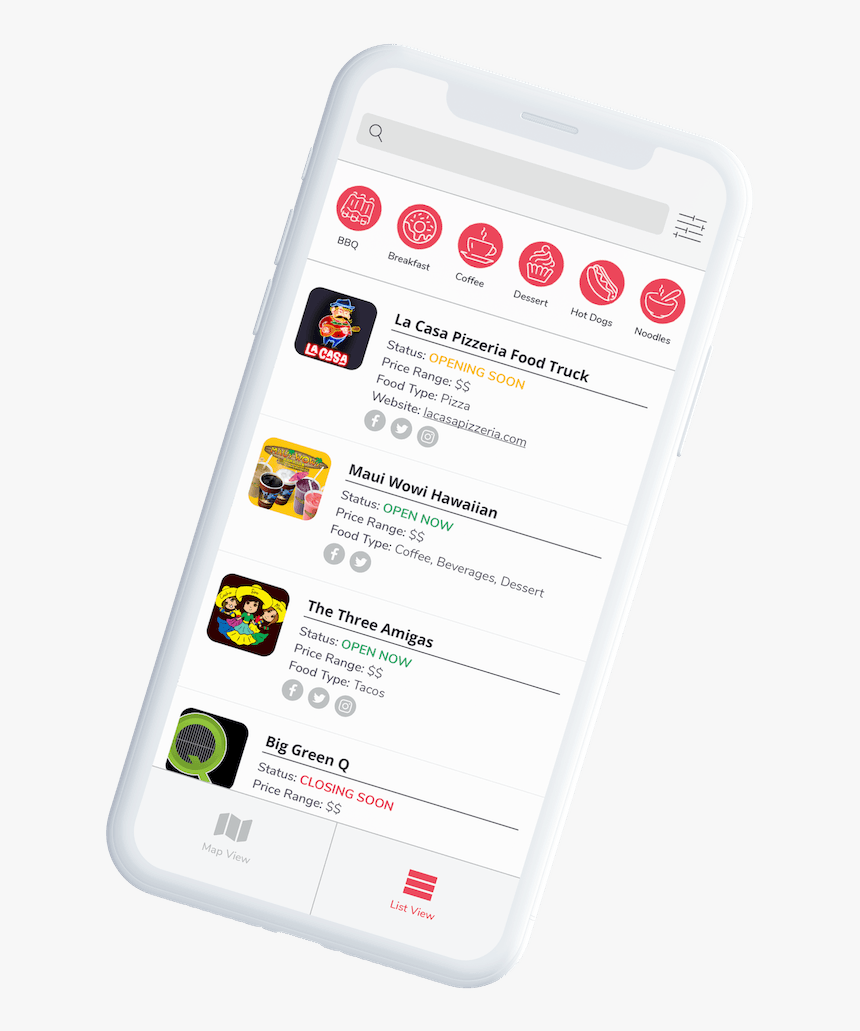 BBQ
Breakfast
Coffee
Dessert
Hot Dogs
Noodles
LA CASA
La Casa Pizzeria Food Truck
Status: OPENING SOON
Price Range: $$
Food Type: Pizza
Website: lacasapizzeria.com
Maui Wowi Hawaiian
Status: OPEN NOW
Price Range: $$
Food Type: Coffee, Beverages, Dessert
The Three Amigas
Status: OPEN NOW
Price Range: $$
Food Type: Tacos
Big Green Q
Status: CLOSING SOON
Price Range: $$
Map View
List View